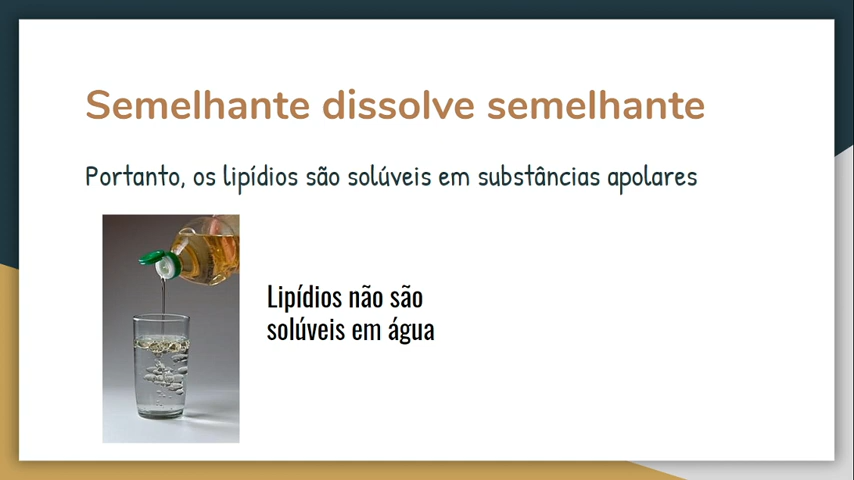 Semelhante dissolve semelhante
Portanto, os lipídios são solúveis em substâncias apolares
Lipídios não são
solúveis em água